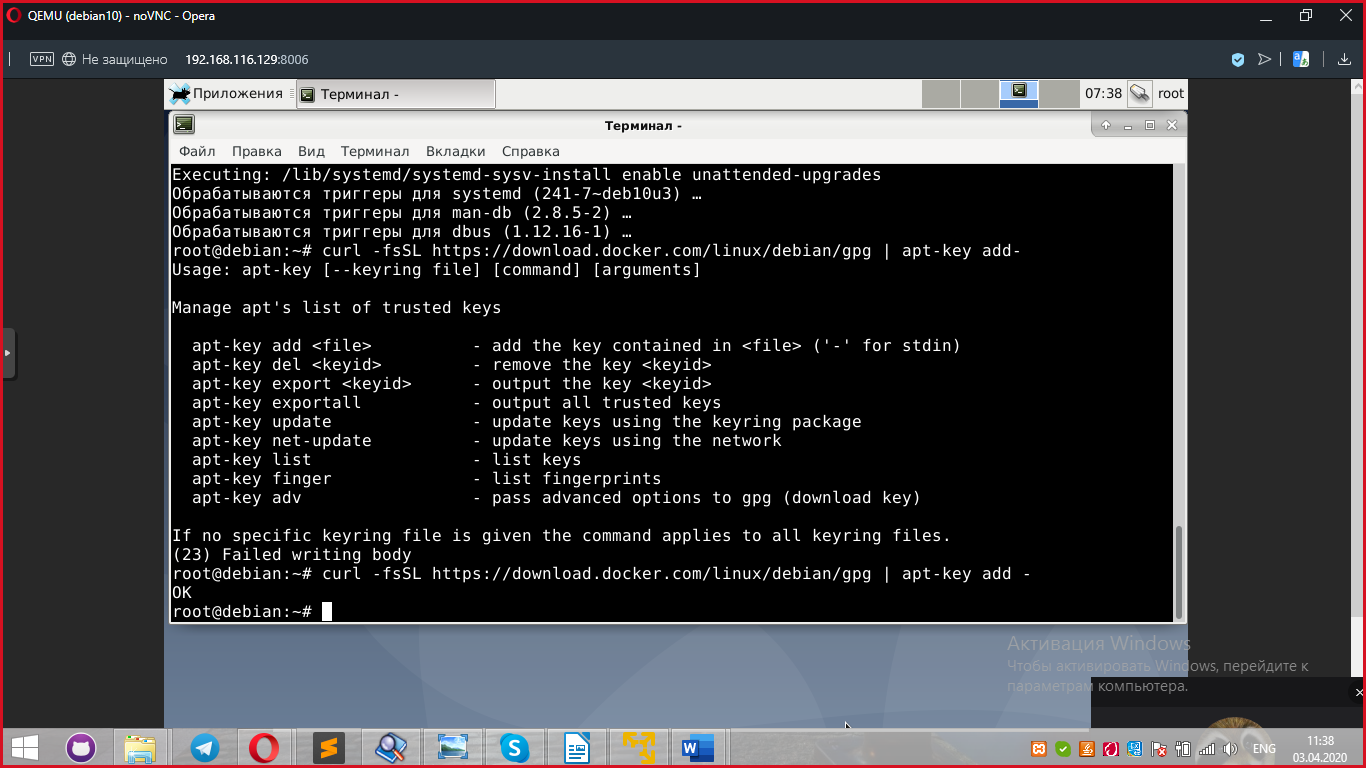 QEMU (debian10) - noVNC - Opera
VPN Не защищено 192.168.116.129:8006
Приложения Терминал - 07:38 root
Терминал -
Файл Правка Вид Терминал Вкладки Справка
Executing: /lib/systemd/systemd-sysv-install enable unattended-upgrades
Обрабатываются триггеры для systemd (241-7~deb10u3) …
Обрабатываются триггеры для man-db (2.8.5-2) …
Обрабатываются триггеры для dbus (1.12.16-1) …
root@debian:~# curl -fsSL https://download.docker.com/linux/debian/gpg | apt-key add-
Usage: apt-key [--keyring file] [command] [arguments]
Manage apt's list of trusted keys
apt-key add <file> - add the key contained in <file> ('-' for stdin)
apt-key del <keyid> - remove the key <keyid>
apt-key export <keyid> - output the key <keyid>
apt-key exportall - output all trusted keys
apt-key update - update keys using the keyring package
apt-key net-update - update keys using the network
apt-key list - list keys
apt-key finger - list fingerprints
apt-key adv - pass advanced options to gpg (download key)
If no specific keyring file is given the command applies to all keyring files.
(23) Failed writing body
root@debian:~# curl -fsSL https://download.docker.com/linux/debian/gpg | apt-key add -
OK
root@debian:~#
Активация Windows
Чтобы активировать Windows, перейдите к
параметрам компьютера.
ENG 11:38
03.04.2020